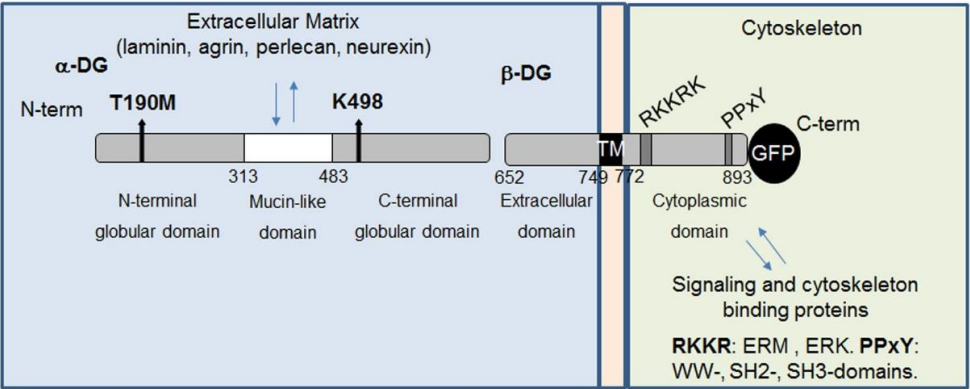 Extracellular Matrix
(laminin, agrin, perlecan, neurexin)
Cytoskeleton
α-DG
β-DG
N-term
T190M
K498
RKKRK
PPxY
C-term
TM
GFP
313
483
652
749
772
893
N-terminal
globular domain
Mucin-like
domain
C-terminal
globular domain
Extracellular
domain
Cytoplasmic
domain
Signaling and cytoskeleton
binding proteins
RKKR: ERM , ERK. PPxY:
WW-, SH2-, SH3-domains.